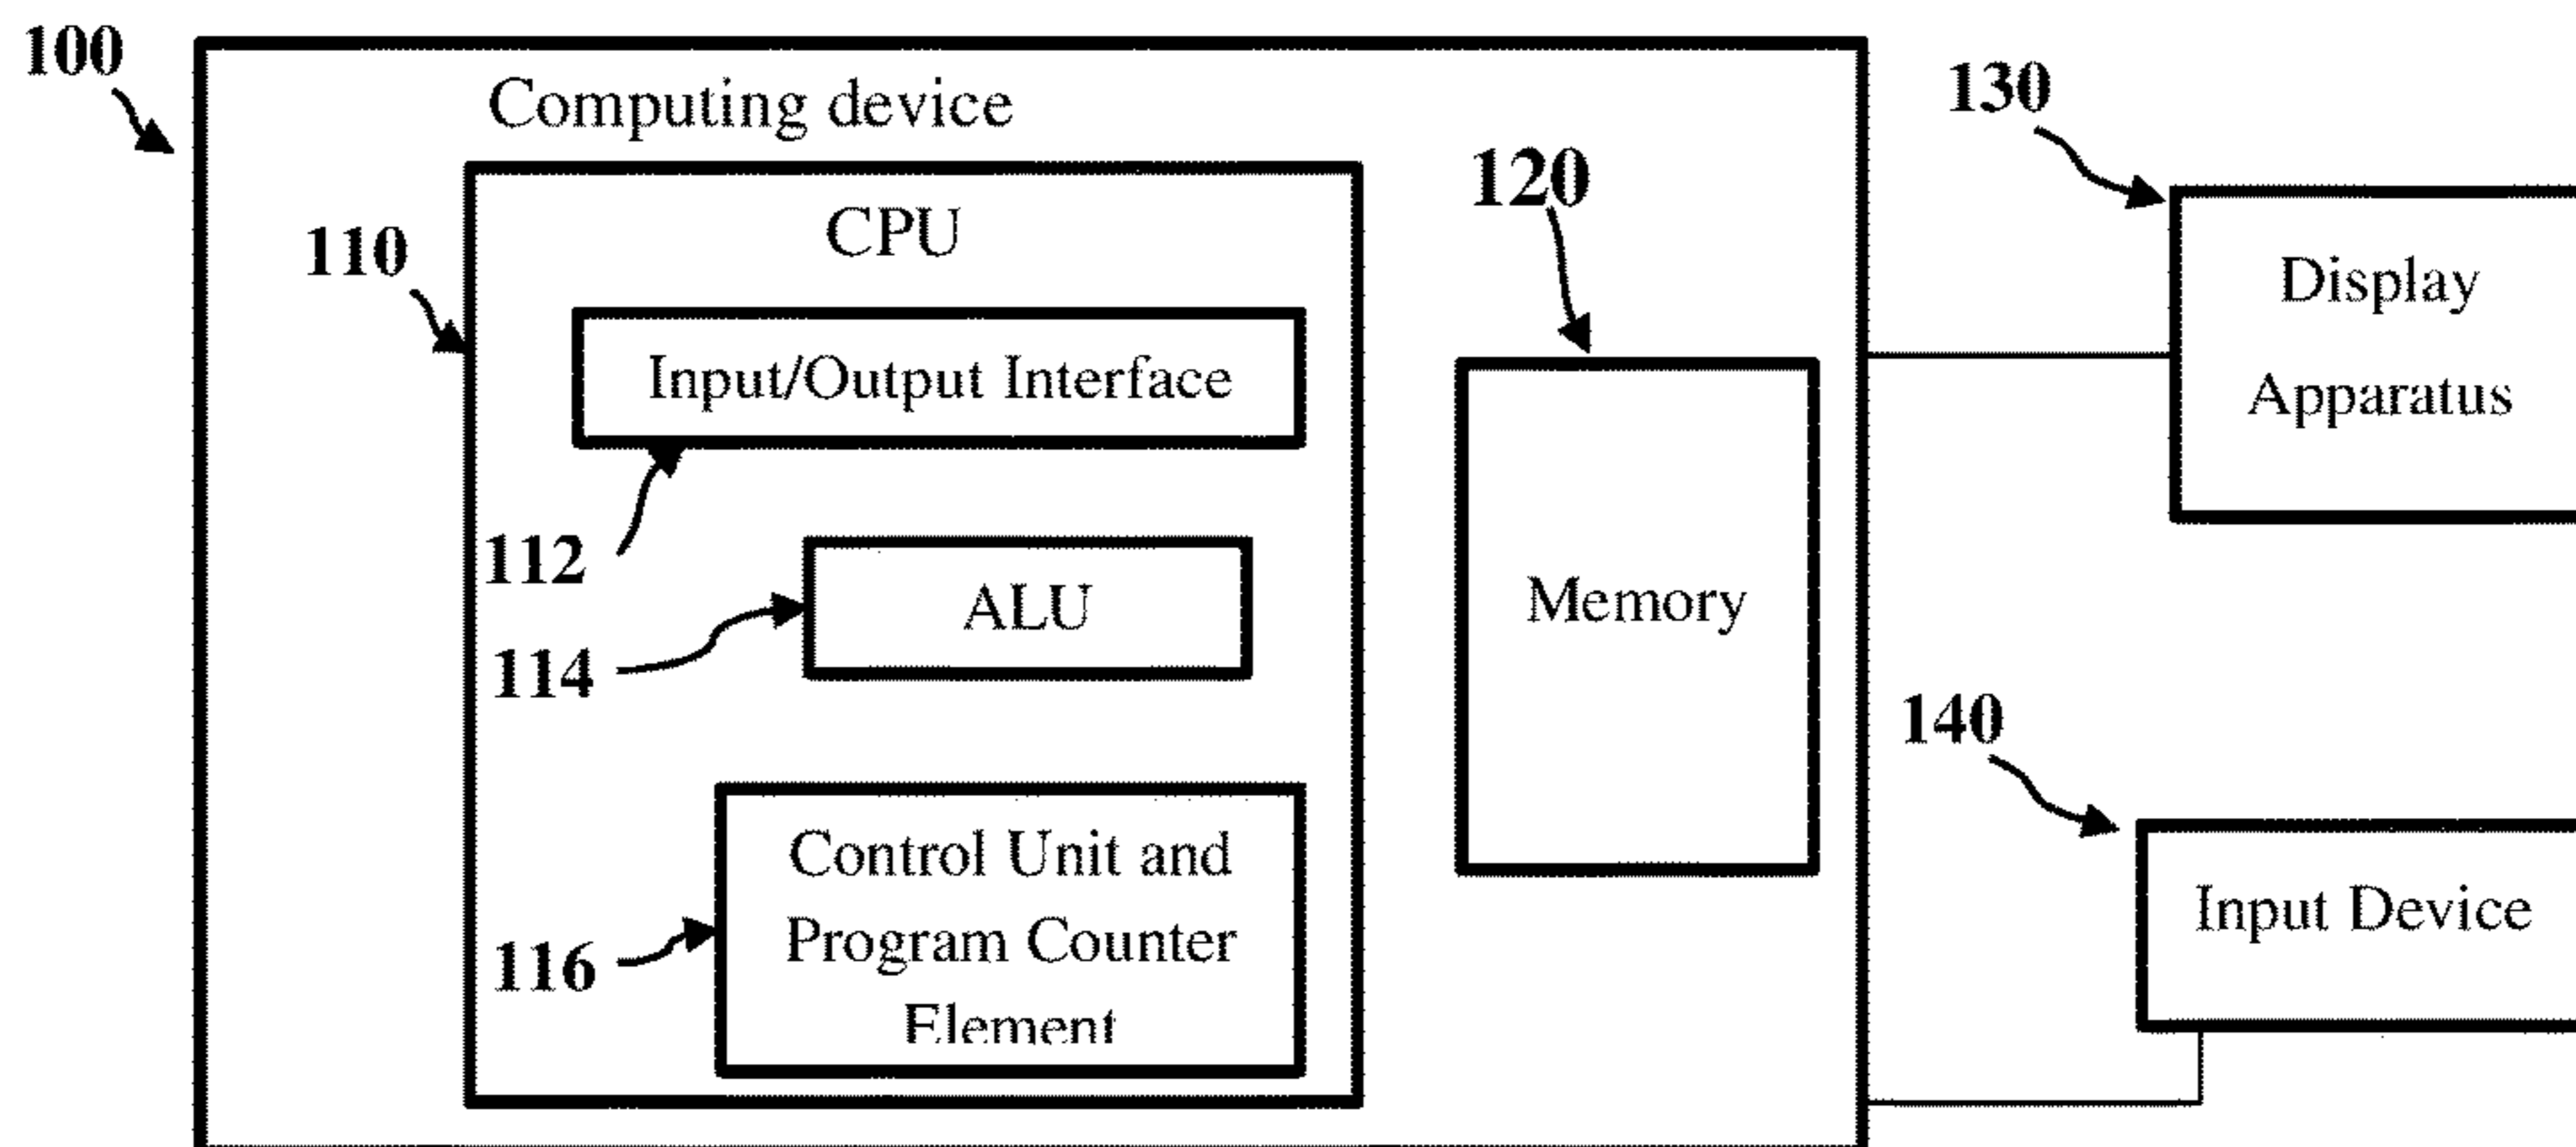 100
Computing device
130
120
CPU
110
Display
Apparatus
Input/Output Interface
112
ALU
Memory
114
140
Control Unit and
Program Counter
Element
116
Input Device